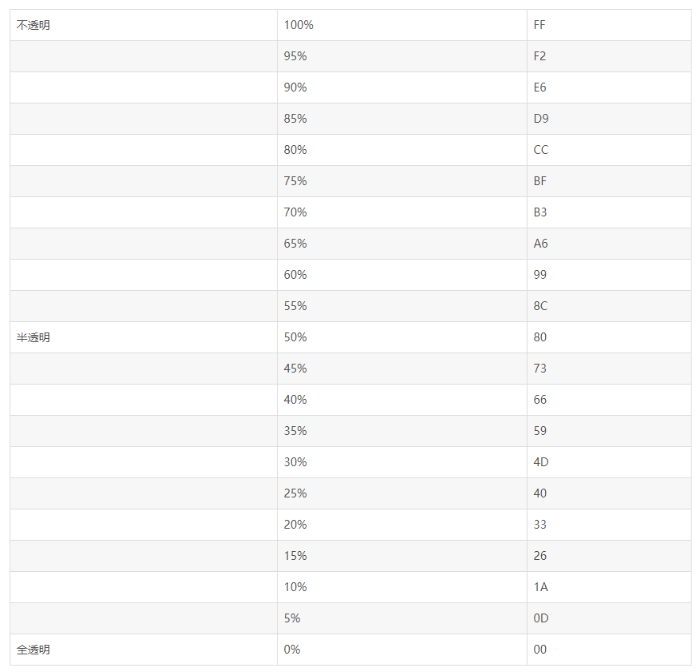 不透明 100% FF
95% F2
90% E6
85% D9
80% CC
75% BF
70% B3
65% A6
60% 99
55% 8C
半透明 50% 80
45% 73
40% 66
35% 59
30% 4D
25% 40
20% 33
15% 26
10% 1A
5% 0D
全透明 0% 00